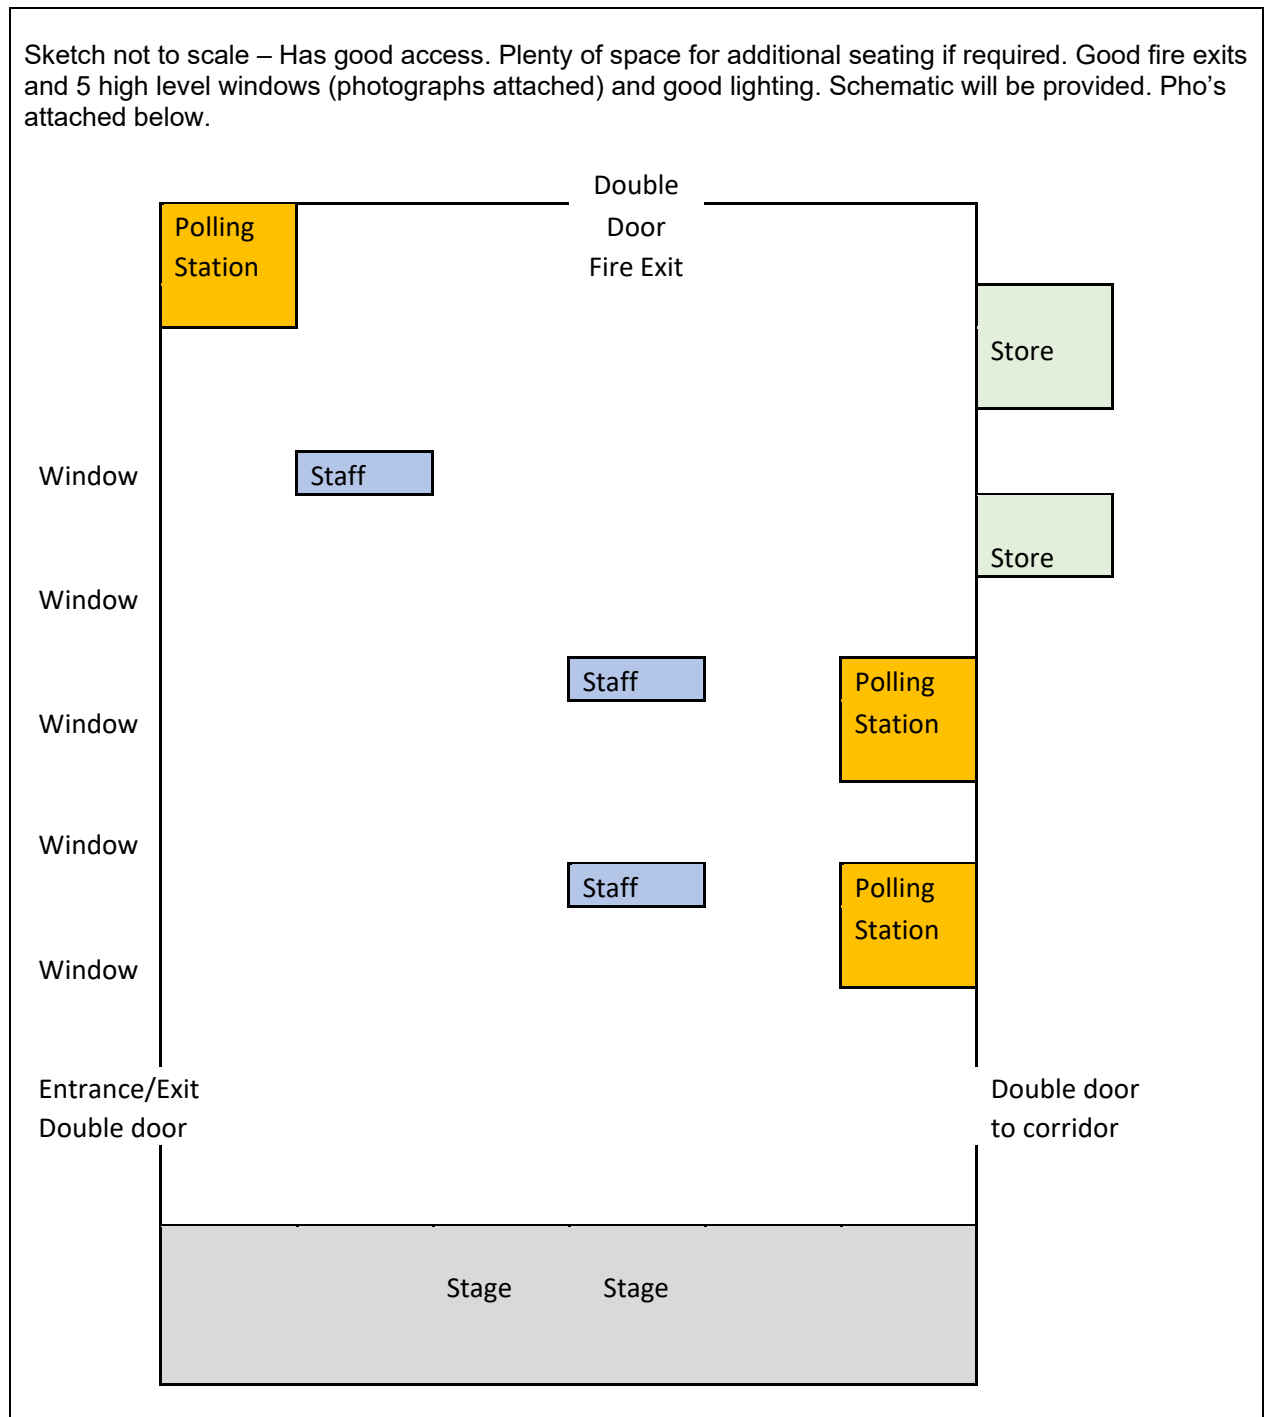 Sketch not to scale – Has good access. Plenty of space for additional seating if required. Good fire exits
and 5 high level windows (photographs attached) and good lighting. Schematic will be provided. Pho's
attached below.
Double
Door
Fire Exit
Polling
Station
Store
Window
Staff
Store
Window
Staff
Polling
Station
Window
Window
Staff
Polling
Station
Window
Entrance/Exit
Double door
Double door
to corridor
Stage
Stage